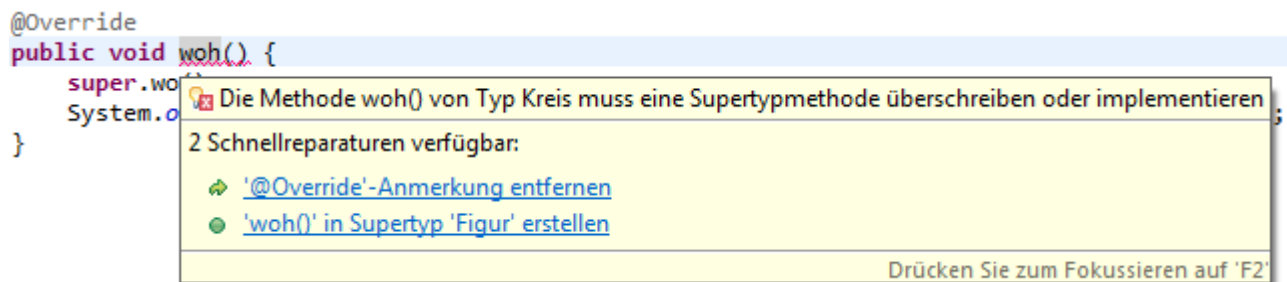 @Override
public void woh() {
super.wo
Die Methode woh() von Typ Kreis muss eine Supertypmethode überschreiben oder implementieren
System.o ;
}
2 Schnellreparaturen verfügbar:
'@Override'-Anmerkung entfernen
'woh()' in Supertyp 'Figur' erstellen
Drücken Sie zum Fokussieren auf 'F2'